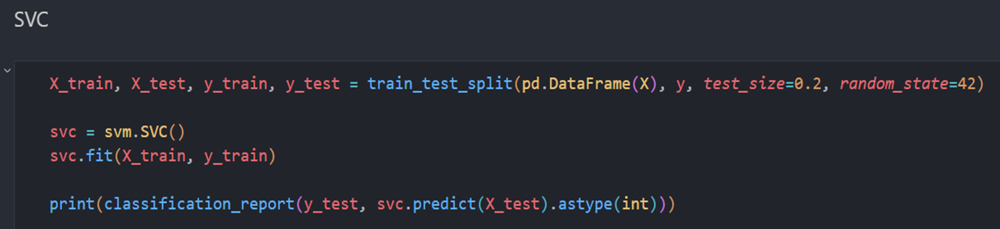 SVC
X_train, X_test, y_train, y_test = train_test_split(pd.DataFrame(X), y, test_size=0.2, random_state=42)
svc = svm.SVC()
svc.fit(X_train, y_train)
print(classification_report(y_test, svc.predict(X_test).astype(int)))